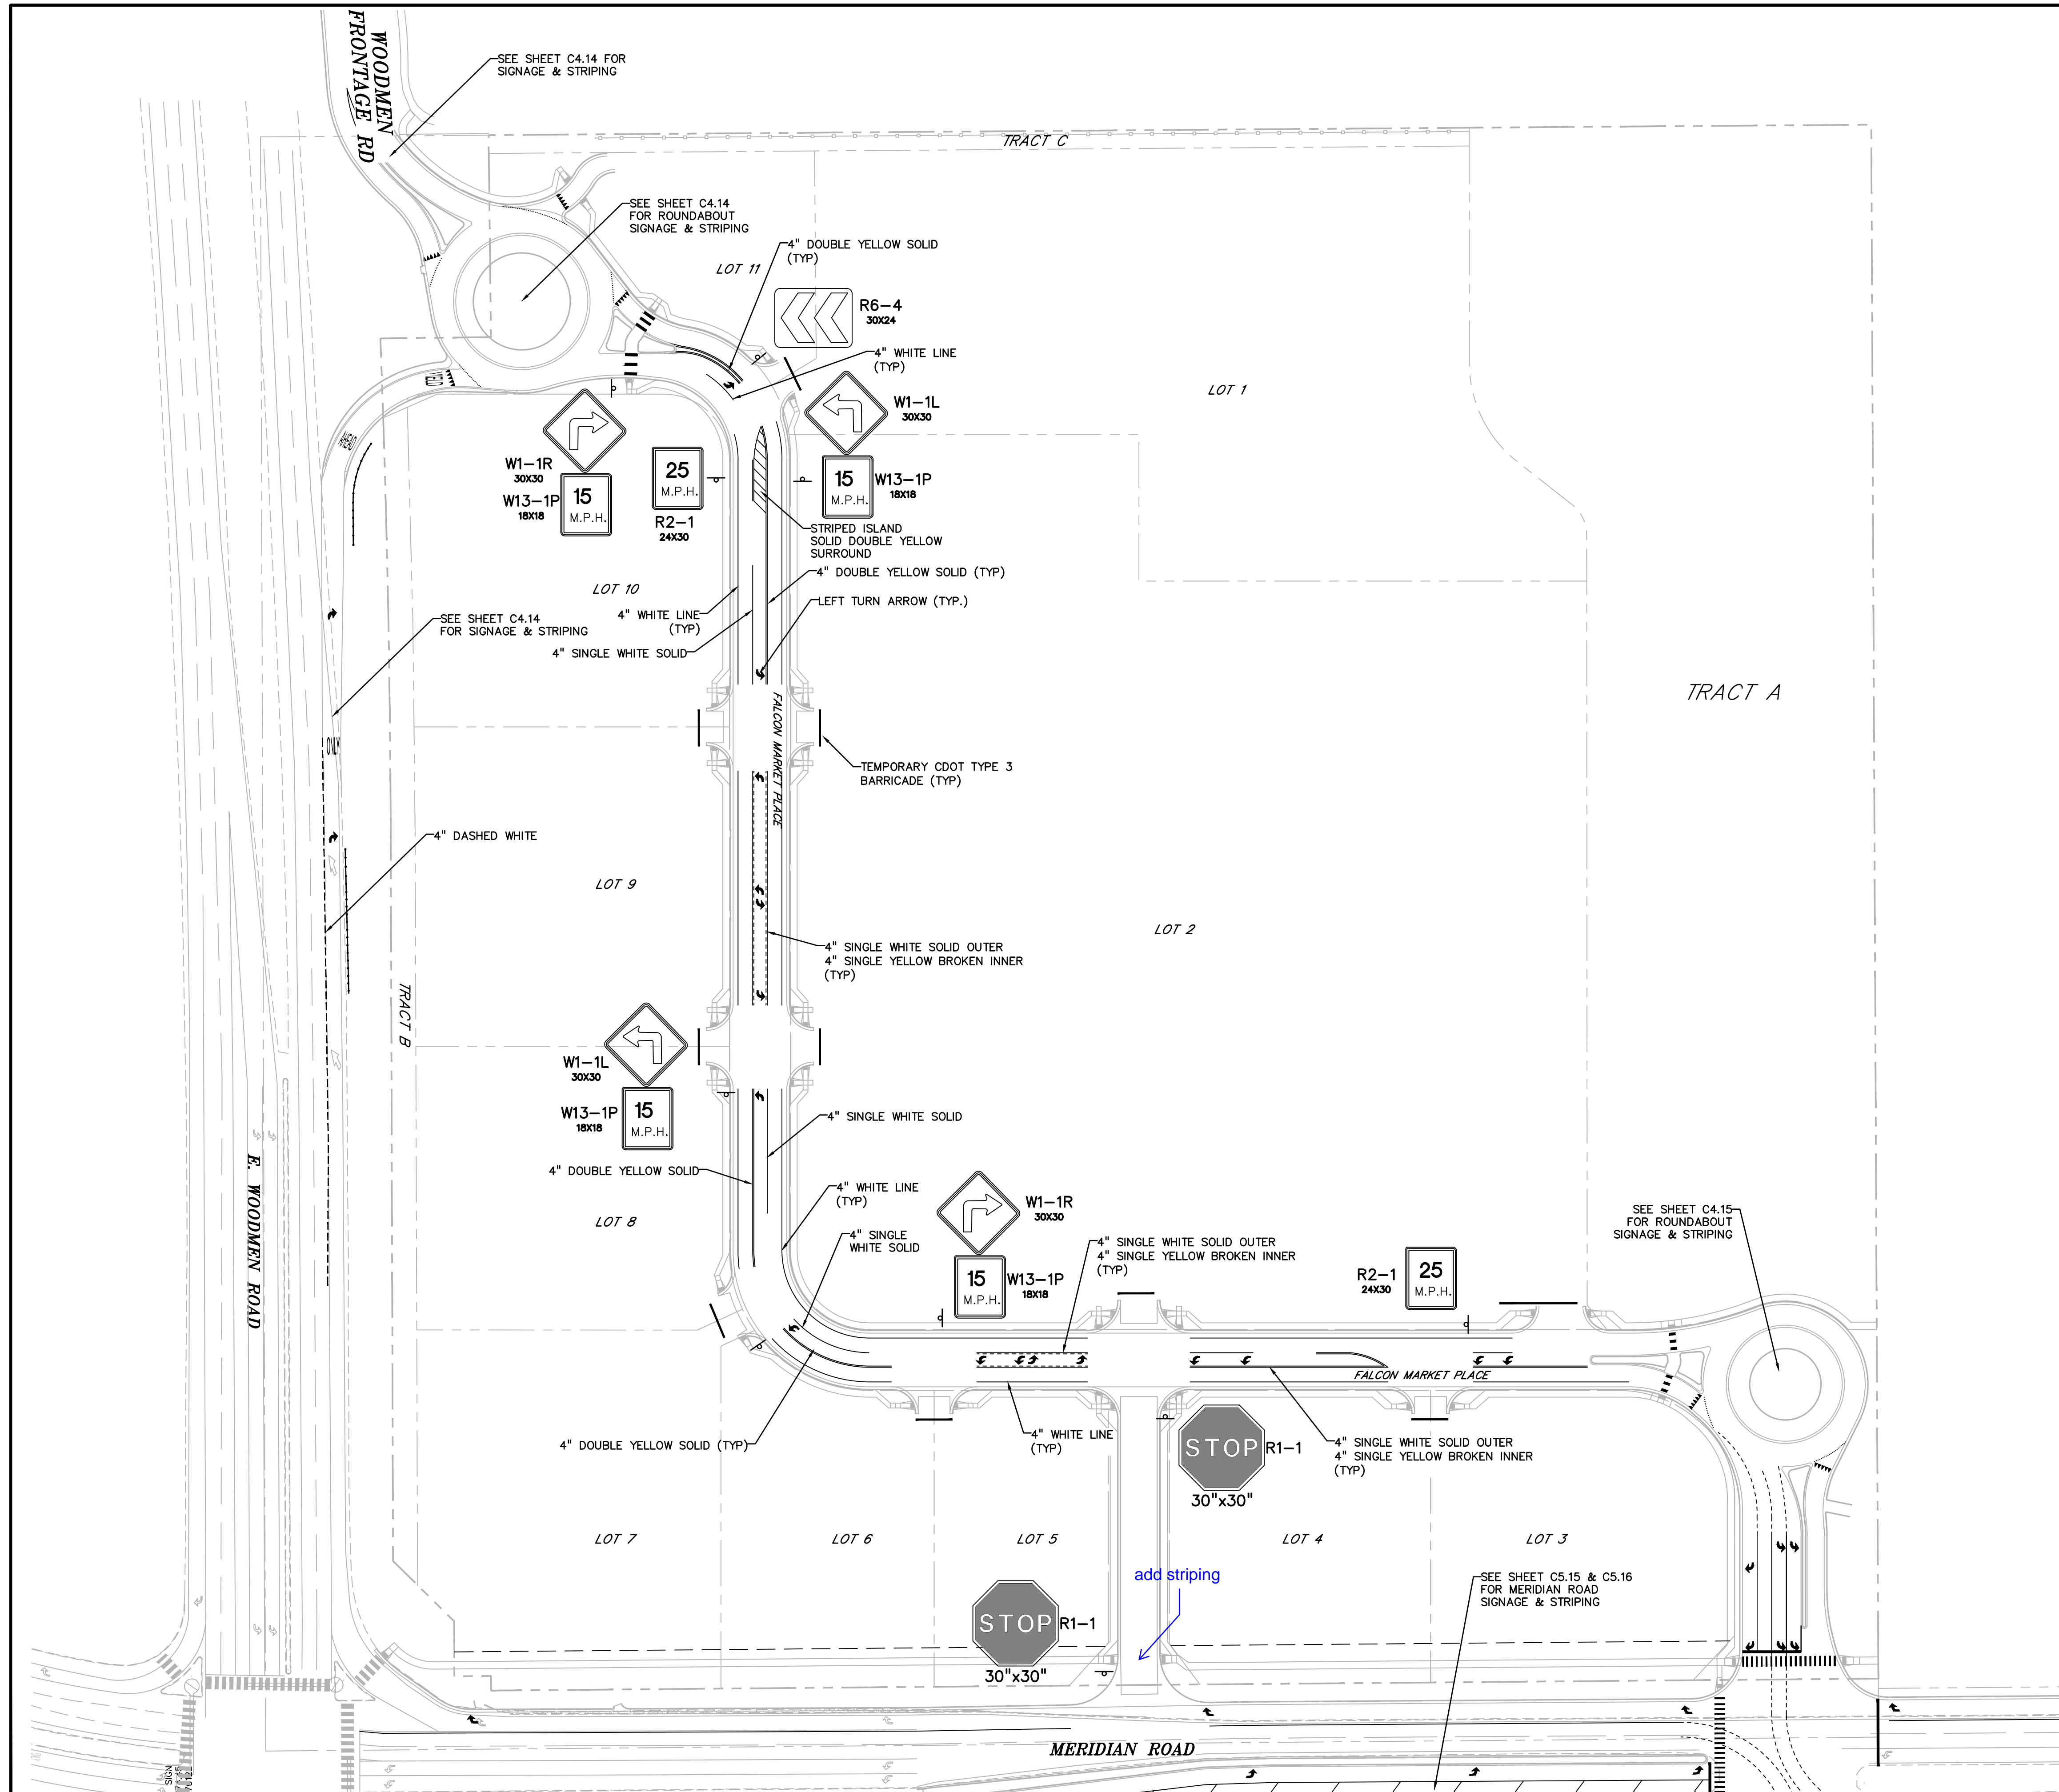 WOODMEN
FRONTAGE RD
SEE SHEET C4.14 FOR
SIGNAGE & STRIPING
TRACT C
SEE SHEET C4.14
FOR ROUNDABOUT
SIGNAGE & STRIPING
4" DOUBLE YELLOW SOLID
(TYP)
LOT 11
R6-4
30X24
4" WHITE LINE
(TYP)
LOT 1
W1-1L
30X30
W1-1R
30X30
W13-1P
18X18
15
M.P.H.
25
M.P.H.
R2-1
24X30
15
M.P.H.
W13-1P
18X18
AHEAD
STRIPED ISLAND
SOLID DOUBLE YELLOW
SURROUND
4" DOUBLE YELLOW SOLID (TYP)
LOT 10
LEFT TURN ARROW (TYP.)
4" WHITE LINE
(TYP)
SEE SHEET C4.14
FOR SIGNAGE & STRIPING
4" SINGLE WHITE SOLID
TRACT A
FALCON MARKET PLACE
ONLY
TEMPORARY CDOT TYPE 3
BARRICADE (TYP)
4" DASHED WHITE
LOT 9
LOT 2
4" SINGLE WHITE SOLID OUTER
4" SINGLE YELLOW BROKEN INNER
(TYP)
TRACT B
W1-1L
30X30
W13-1P
18X18
15
M.P.H.
4" SINGLE WHITE SOLID
E. WOODMEN ROAD
4" DOUBLE YELLOW SOLID
4" WHITE LINE
(TYP)
LOT 8
4" SINGLE
WHITE SOLID
W1-1R
30X30
15
M.P.H.
W13-1P
18X18
4" SINGLE WHITE SOLID OUTER
4" SINGLE YELLOW BROKEN INNER
(TYP)
R2-1
24X30
25
M.P.H.
SEE SHEET C4.15
FOR ROUNDABOUT
SIGNAGE & STRIPING
FALCON MARKET PLACE
4" DOUBLE YELLOW SOLID (TYP)
4" WHITE LINE
(TYP)
STOP
R1-1
30"x30"
4" SINGLE WHITE SOLID OUTER
4" SINGLE YELLOW BROKEN INNER
(TYP)
LOT 7
LOT 6
LOT 5
LOT 4
LOT 3
add striping
SEE SHEET C5.15 & C5.16
FOR MERIDIAN ROAD
SIGNAGE & STRIPING
STOP
R1-1
30"x30"
MERIDIAN ROAD
SIGN